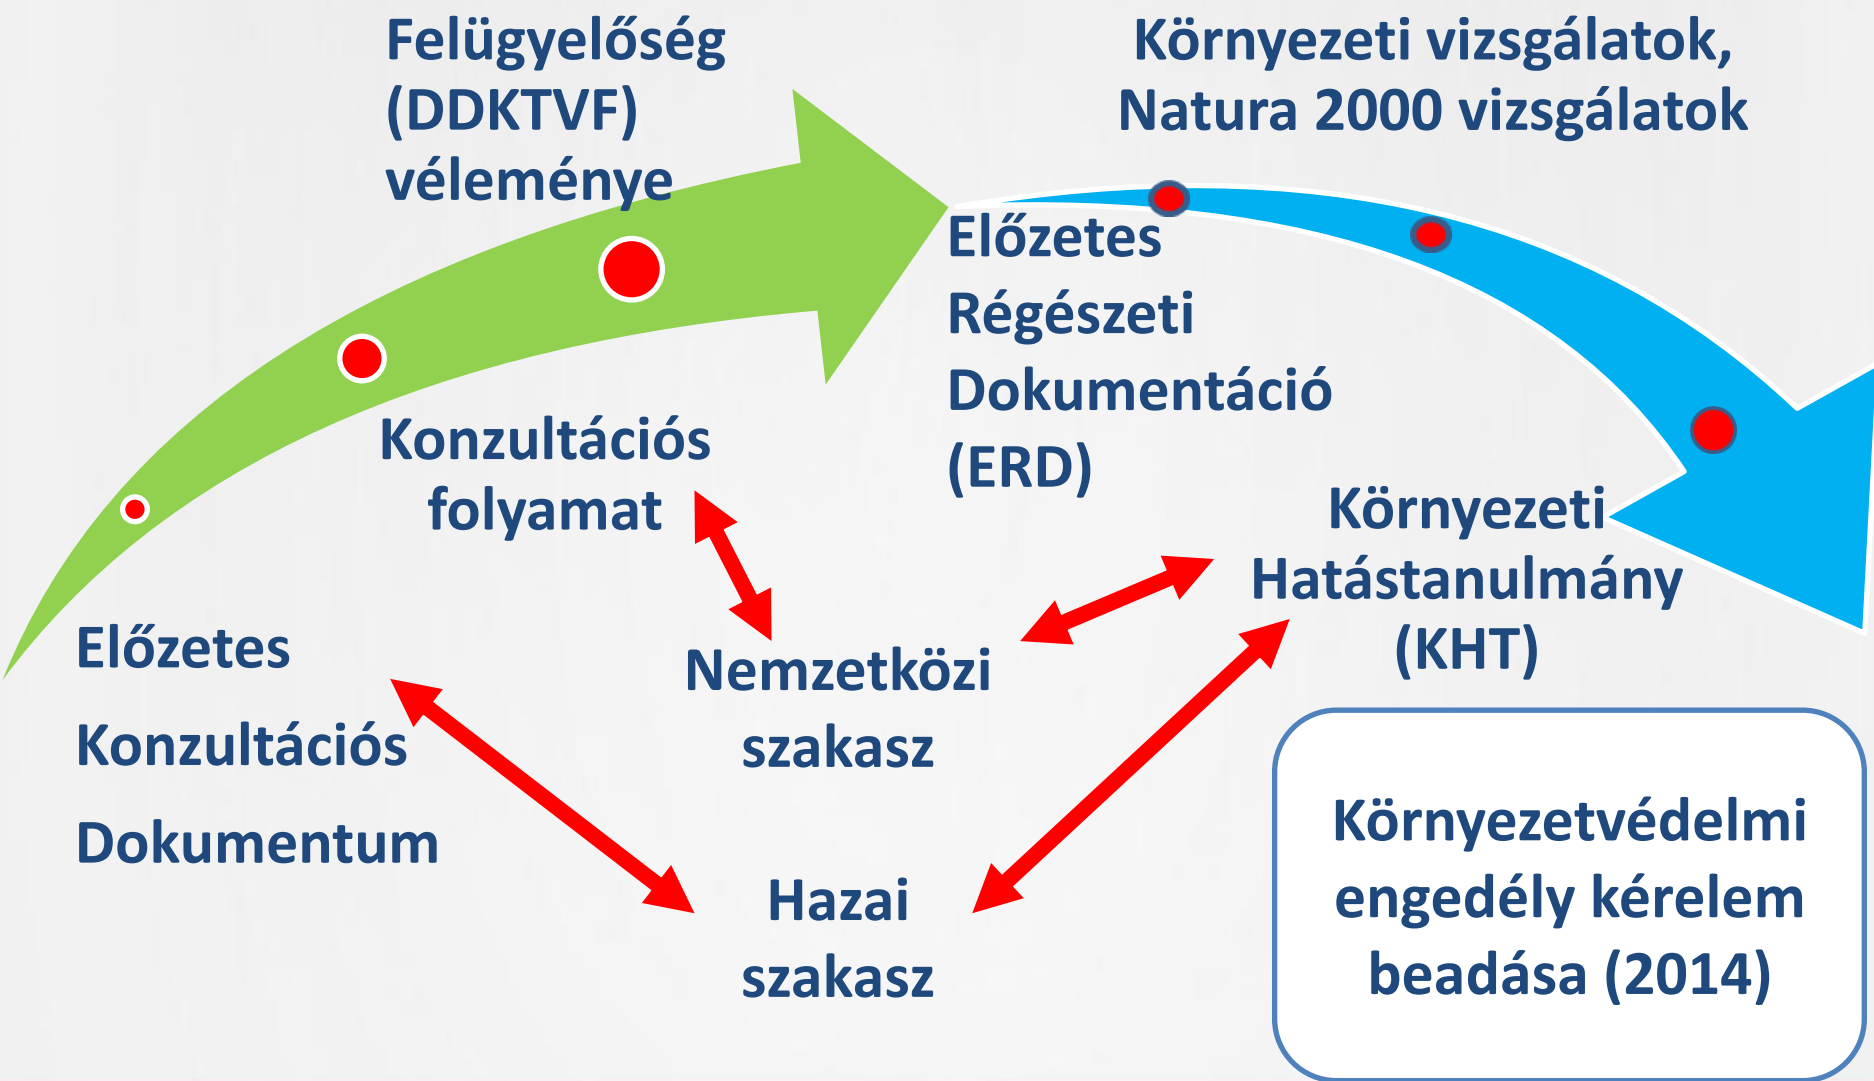 Felügyelőség
(DDKTVF)
véleménye
Környezeti vizsgálatok,
Natura 2000 vizsgálatok
Előzetes
Régészeti
Dokumentáció
(ERD)
Konzultációs
folyamat
Környezeti
Hatástanulmány
(KHT)
Előzetes
Konzultációs
Dokumentum
Nemzetközi
szakasz
Hazai
szakasz
Környezetvédelmi
engedély kérelem
beadása (2014)